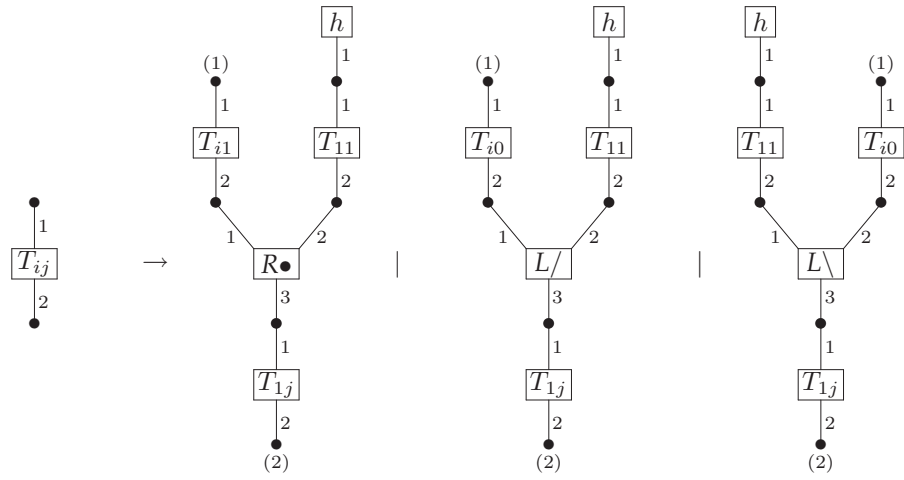 h h h
(1) 1 1 (1)
1 1 1 1 1 1
T_{i1} T_{11} T_{i0} T_{11} T_{11} T_{i0}
2 2 2 2 2 2
1 1 2 1 2 1 2
T_{ij} → R● | L/ | L\
2 3 3 3
1 1 1
T_{1j} T_{1j} T_{1j}
2 2 2
(2) (2) (2)